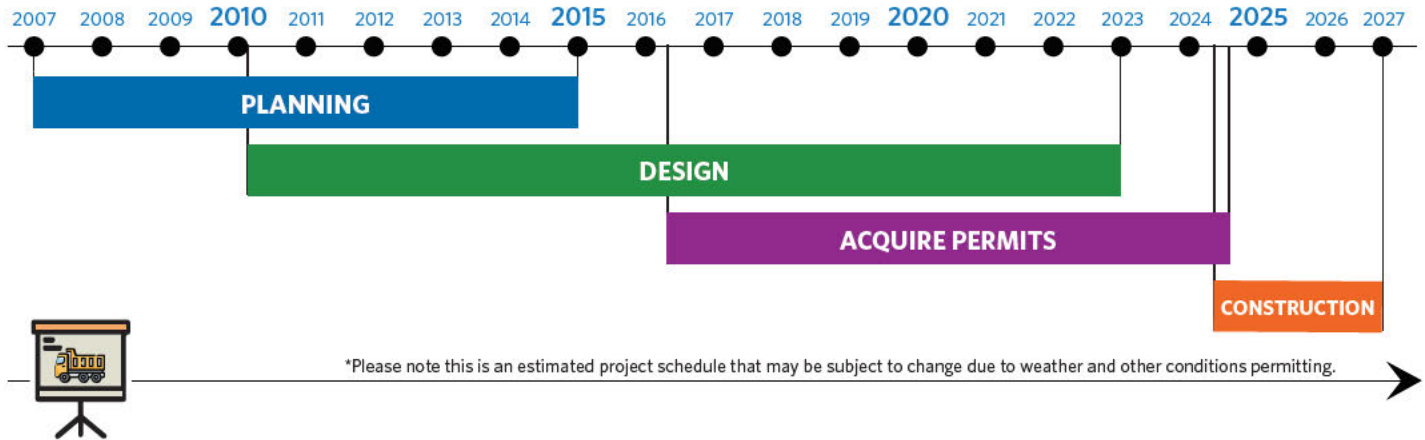 2007 2008 2009 2010 2011 2012 2013 2014 2015 2016 2017 2018 2019 2020 2021 2022 2023 2024 2025 2026 2027
PLANNING
DESIGN
ACQUIRE PERMITS
CONSTRUCTION
*Please note this is an estimated project schedule that may be subject to change due to weather and other conditions permitting.